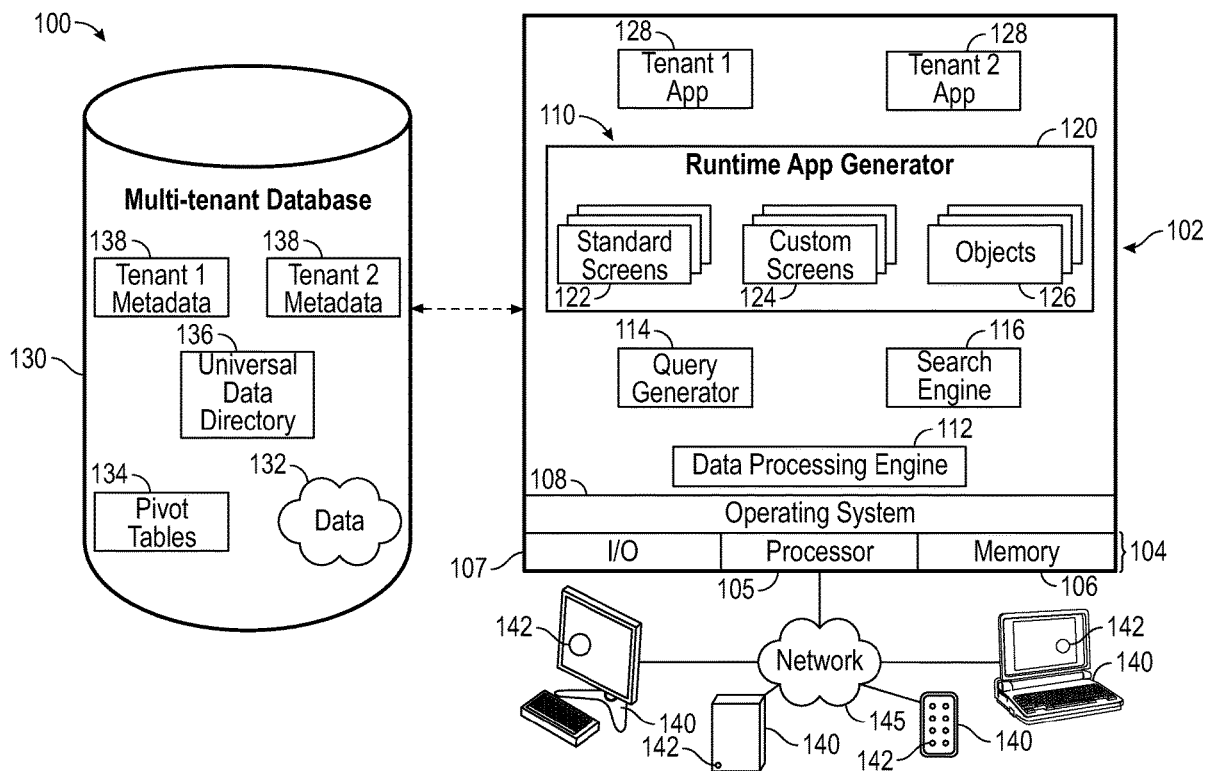 100
128
128
Tenant 1
App
Tenant 2
App
110
120
Runtime App Generator
Multi-tenant Database
102
138
138
Standard
Screens
Custom
Screens
Objects
Tenant 1
Metadata
Tenant 2
Metadata
122
124
126
136
114
116
130
Universal
Data
Directory
Query
Generator
Search
Engine
112
134
132
Data Processing Engine
108
Pivot
Tables
Data
Operating System
I/O
Processor
Memory
104
107
105
106
142
142
Network
140
140
145
142
140
142
140